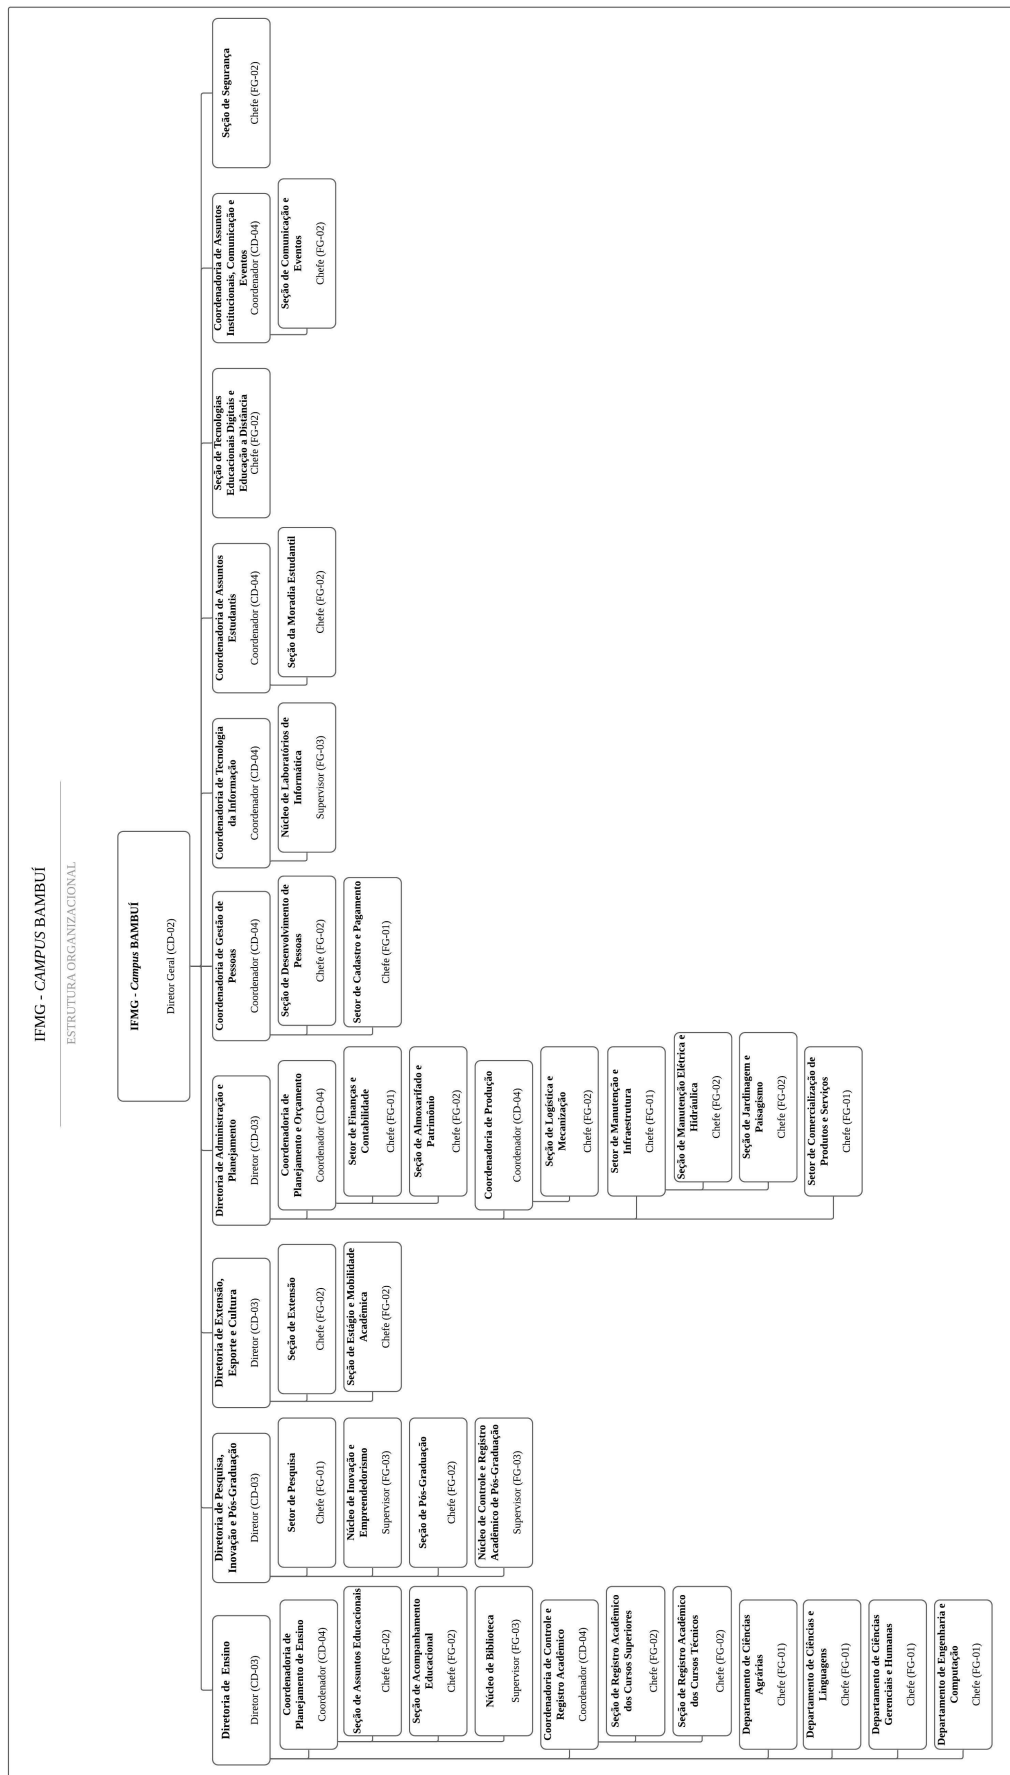 IFMG - CAMPUS BAMBUÍ
ESTRUTURA ORGANIZACIONAL
IFMG - Campus BAMBUÍ
Diretor Geral (CD-02)
Diretoria de Ensino
Diretor (CD-03)
Coordenadoria de
Planejamento de Ensino
Coordenador (CD-04)
Seção de Assuntos Educacionais
Chefe (FG-02)
Seção de Acompanhamento
Educacional
Chefe (FG-02)
Núcleo de Biblioteca
Supervisor (FG-03)
Coordenadoria de Controle e
Registro Acadêmico
Coordenador (CD-04)
Seção de Registro Acadêmico
dos Cursos Superiores
Chefe (FG-02)
Seção de Registro Acadêmico
dos Cursos Técnicos
Chefe (FG-02)
Departamento de Ciências
Agrárias
Chefe (FG-01)
Departamento de Ciências e
Linguagens
Chefe (FG-01)
Departamento de Ciências
Gerenciais e Humanas
Chefe (FG-01)
Departamento de Engenharia e
Computação
Chefe (FG-01)
Diretoria de Pesquisa,
Inovação e Pós-Graduação
Diretor (CD-03)
Setor de Pesquisa
Chefe (FG-01)
Núcleo de Inovação e
Empreendedorismo
Supervisor (FG-03)
Seção de Pós-Graduação
Chefe (FG-02)
Núcleo de Controle e Registro
Acadêmico de Pós-Graduação
Supervisor (FG-03)
Diretoria de Extensão,
Esporte e Cultura
Diretor (CD-03)
Seção de Extensão
Chefe (FG-02)
Seção de Estágio e Mobilidade
Acadêmica
Chefe (FG-02)
Diretoria de Administração e
Planejamento
Diretor (CD-03)
Coordenadoria de
Planejamento e Orçamento
Coordenador (CD-04)
Setor de Finanças e
Contabilidade
Chefe (FG-01)
Seção de Almoxarifado e
Patrimônio
Chefe (FG-02)
Coordenadoria de Produção
Coordenador (CD-04)
Seção de Logística e
Mecanização
Chefe (FG-02)
Setor de Manutenção e
Infraestrutura
Chefe (FG-01)
Seção de Manutenção Elétrica e
Hidráulica
Chefe (FG-02)
Seção de Jardinagem e
Paisagismo
Chefe (FG-02)
Setor de Comercialização de
Produtos e Serviços
Chefe (FG-01)
Coordenadoria de Gestão de
Pessoas
Coordenador (CD-04)
Seção de Desenvolvimento de
Pessoas
Chefe (FG-02)
Setor de Cadastro e Pagamento
Chefe (FG-01)
Coordenadoria de Tecnologia
da Informação
Coordenador (CD-04)
Núcleo de Laboratórios de
Informática
Supervisor (FG-03)
Coordenadoria de Assuntos
Estudantis
Coordenador (CD-04)
Seção da Moradia Estudantil
Chefe (FG-02)
Seção de Tecnologias
Educacionais Digitais e
Educação a Distância
Chefe (FG-02)
Coordenadoria de Assuntos
Institucionais, Comunicação e
Eventos
Coordenador (CD-04)
Seção de Comunicação e
Eventos
Chefe (FG-02)
Seção de Segurança
Chefe (FG-02)